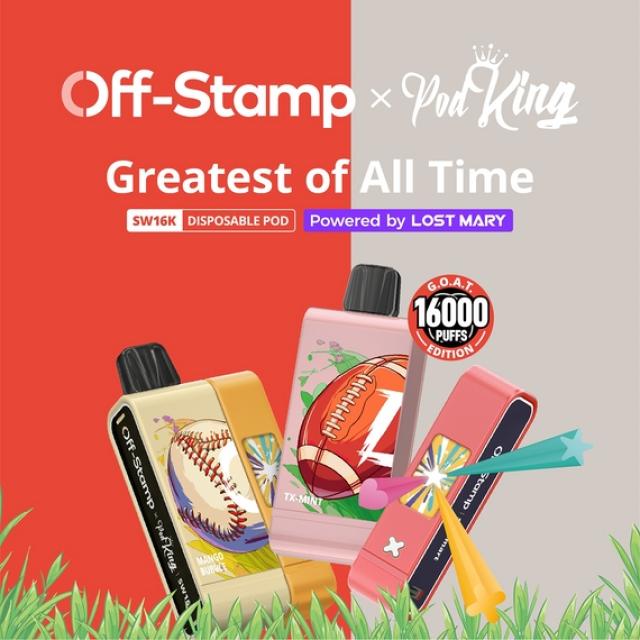 Off-Stamp × Pod King
Greatest of All Time
SW16K DISPOSABLE POD Powered by LOST MARY
G.O.A.T.
16000
PUFFS
EDITION
TX-MINT
Off-Stamp × Pod King SW16
MANGO
Off-Stamp